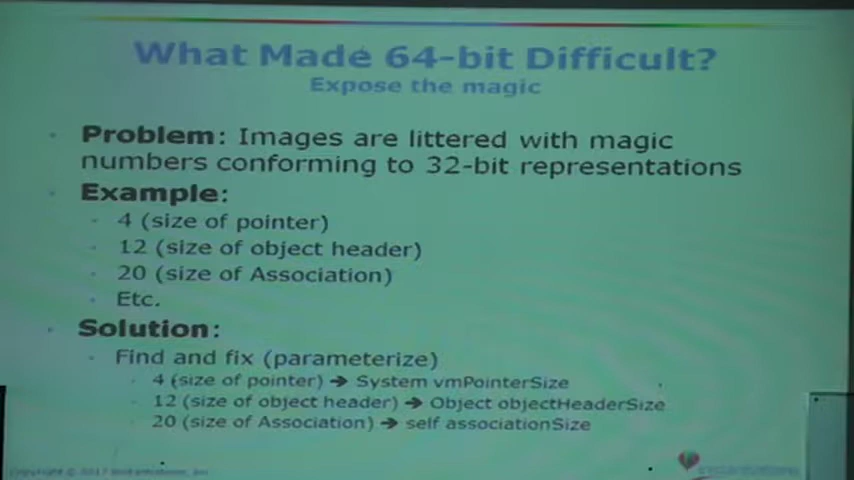 What Made 64-bit Difficult?
Expose the magic
Problem: Images are littered with magic
numbers conforming to 32-bit representations
Example:
4 (size of pointer)
12 (size of object header)
20 (size of Association)
Etc.
Solution:
Find and fix (parameterize)
4 (size of pointer) ➔ System vmPointerSize
12 (size of object header) ➔ Object objectHeaderSize
20 (size of Association) ➔ self associationSize
Copyright © 2017